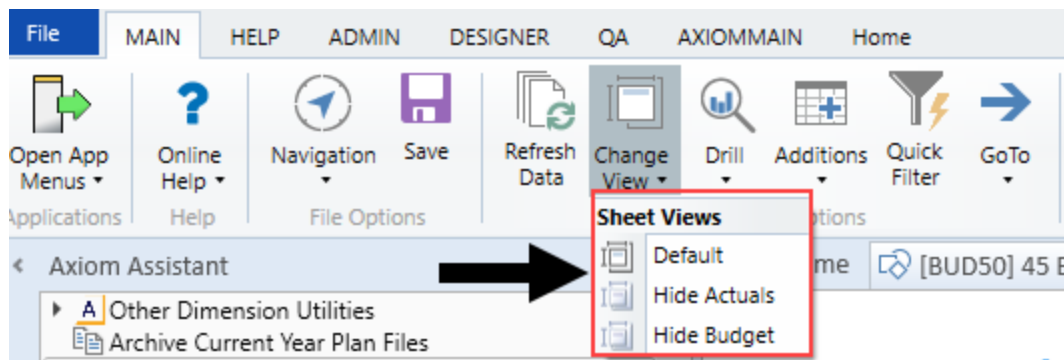 File MAIN HELP ADMIN DESIGNER QA AXIOMMAIN Home
Open App Menus
Online Help
Navigation
Save
Refresh Data
Change View
Drill
Additions
Quick Filter
GoTo
Applications Help File Options
Sheet Views
Default
Hide Actuals
Hide Budget
Axiom Assistant
[BUD50] 45
Other Dimension Utilities
Archive Current Year Plan Files